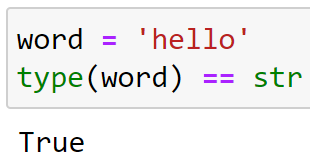 word = 'hello'
type(word) == str
True